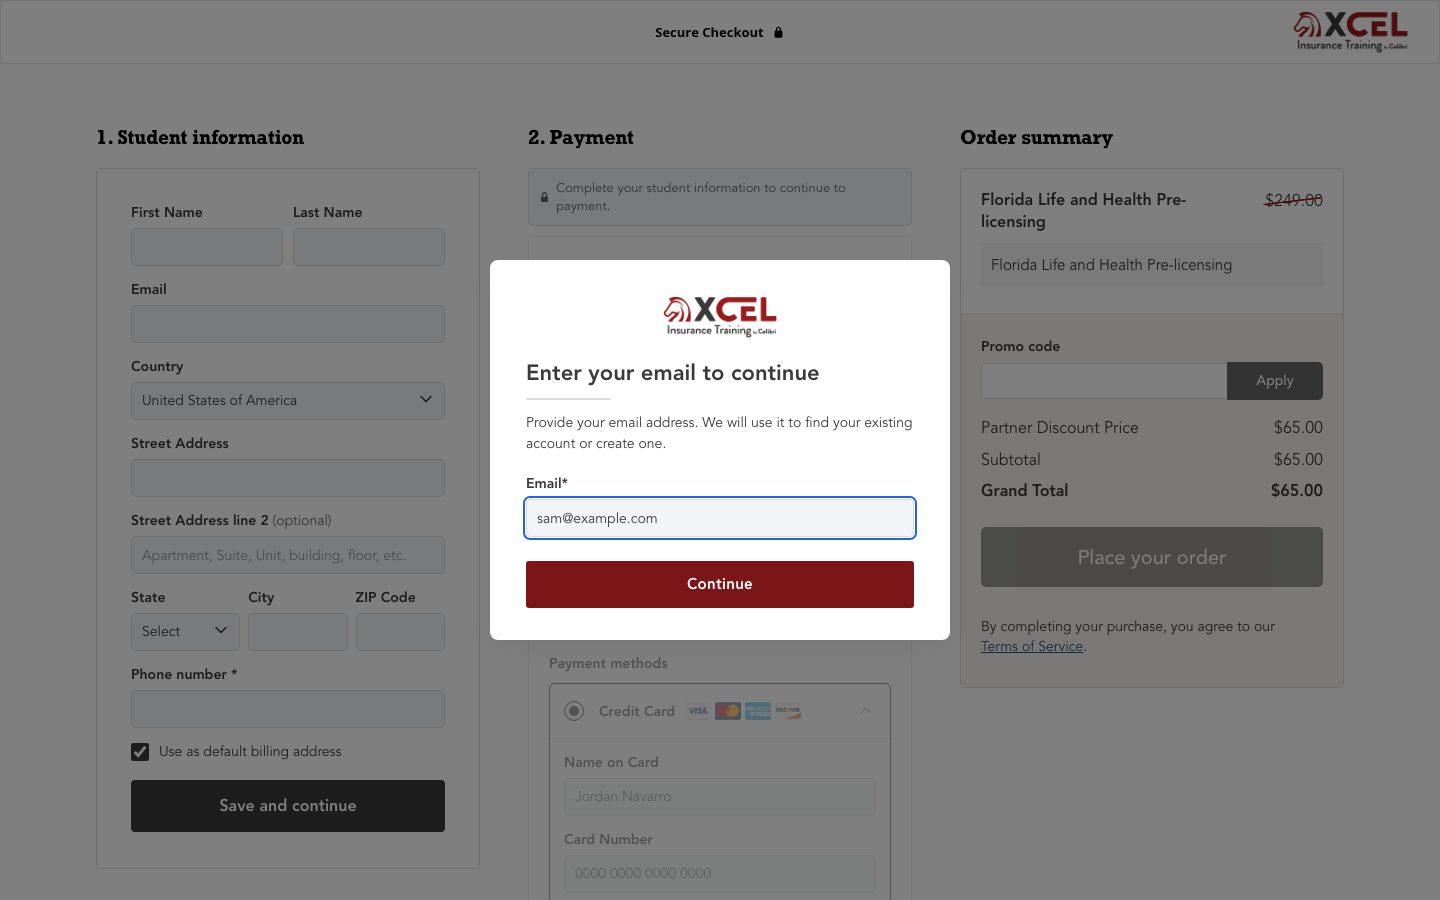 Secure Checkout
XCEL
Insurance Training by Calibri
1. Student information
First Name
Last Name
Email
Country
United States of America
Street Address
Street Address line 2 (optional)
Apartment, Suite, Unit, building, floor, etc.
State
City
ZIP Code
Select
Phone number *
Use as default billing address
Save and continue
2. Payment
Complete your student information to continue to
payment.
XCEL
Insurance Training by Calibri
Enter your email to continue
Provide your email address. We will use it to find your existing
account or create one.
Email*
sam@example.com
Continue
Payment methods
Credit Card
VISA
DISCOVER
Name on Card
Jordan Navarro
Card Number
0000 0000 0000 0000
Order summary
Florida Life and Health Pre-
licensing
$249.00
Florida Life and Health Pre-licensing
Promo code
Apply
Partner Discount Price $65.00
Subtotal $65.00
Grand Total $65.00
Place your order
By completing your purchase, you agree to our
Terms of Service.